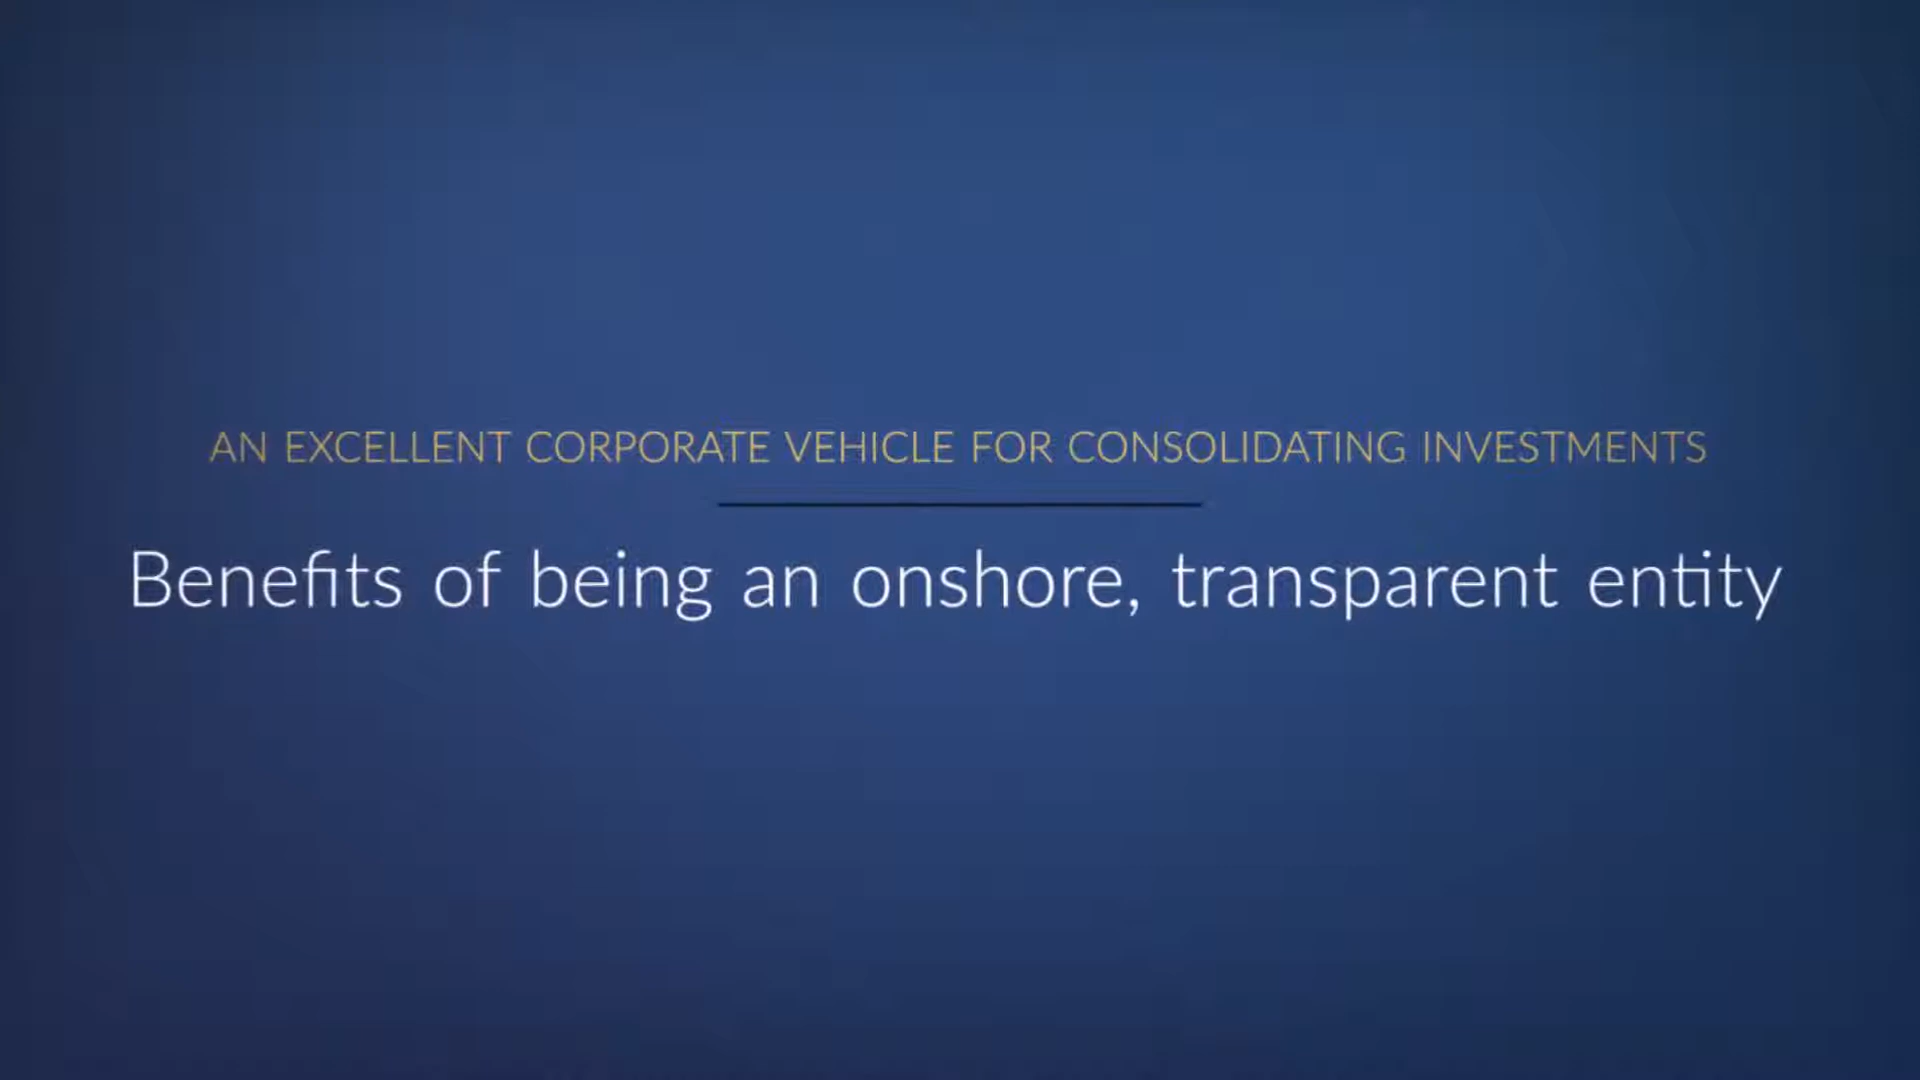 AN EXCELLENT CORPORATE VEHICLE FOR CONSOLIDATING INVESTMENTS
Benefits of being an onshore, transparent entity